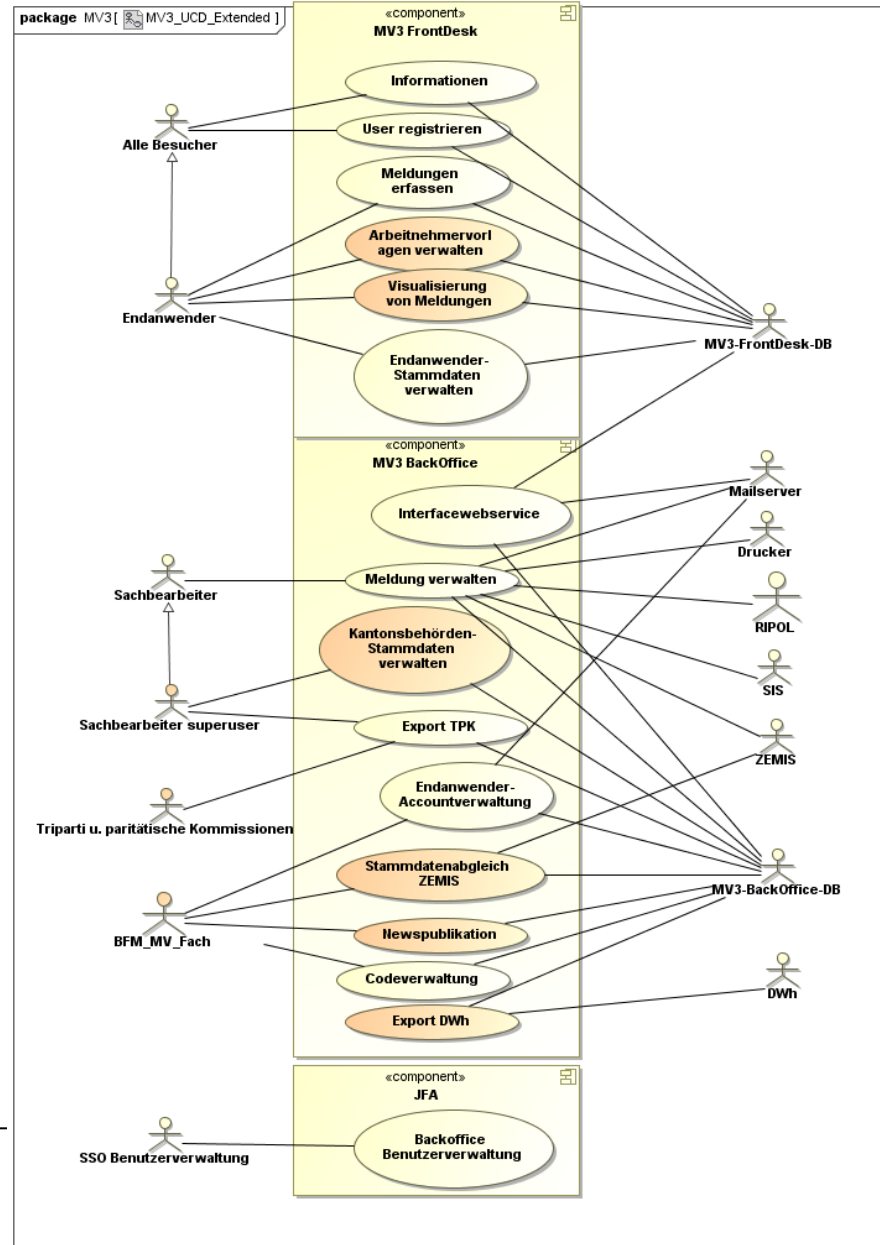 package MV3[ MV3_UCD_Extended ]
«component»
MV3 FrontDesk
Informationen
User registrieren
Alle Besucher
Meldungen
erfassen
Arbeitnehmervorl
agen verwalten
Visualisierung
von Meldungen
Endanwender
MV3-FrontDesk-DB
Endanwender-
Stammdaten
verwalten
«component»
MV3 BackOffice
Mailserver
Interfacewebservice
Drucker
Meldung verwalten
Sachbearbeiter
RIPOL
Kantonsbehörden-
Stammdaten
verwalten
SIS
Sachbearbeiter superuser
Export TPK
ZEMIS
Endanwender-
Accountverwaltung
Triparti u. paritätische Kommissionen
Stammdatenabgleich
ZEMIS
MV3-BackOffice-DB
Newspublikation
BFM_MV_Fach
Codeverwaltung
DWh
Export DWh
«component»
JFA
Backoffice
Benutzerverwaltung
SSO Benutzerverwaltung